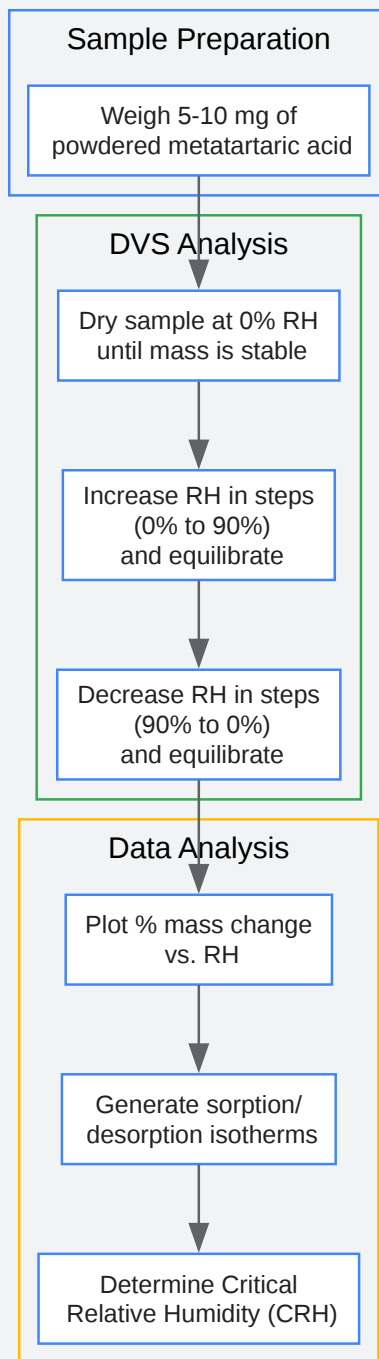 Sample Preparation
Weigh 5-10 mg of
powdered metatartaric acid
DVS Analysis
Dry sample at 0% RH
until mass is stable
Increase RH in steps
(0% to 90%)
and equilibrate
Decrease RH in steps
(90% to 0%)
and equilibrate
Data Analysis
Plot % mass change
vs. RH
Generate sorption/
desorption isotherms
Determine Critical
Relative Humidity (CRH)